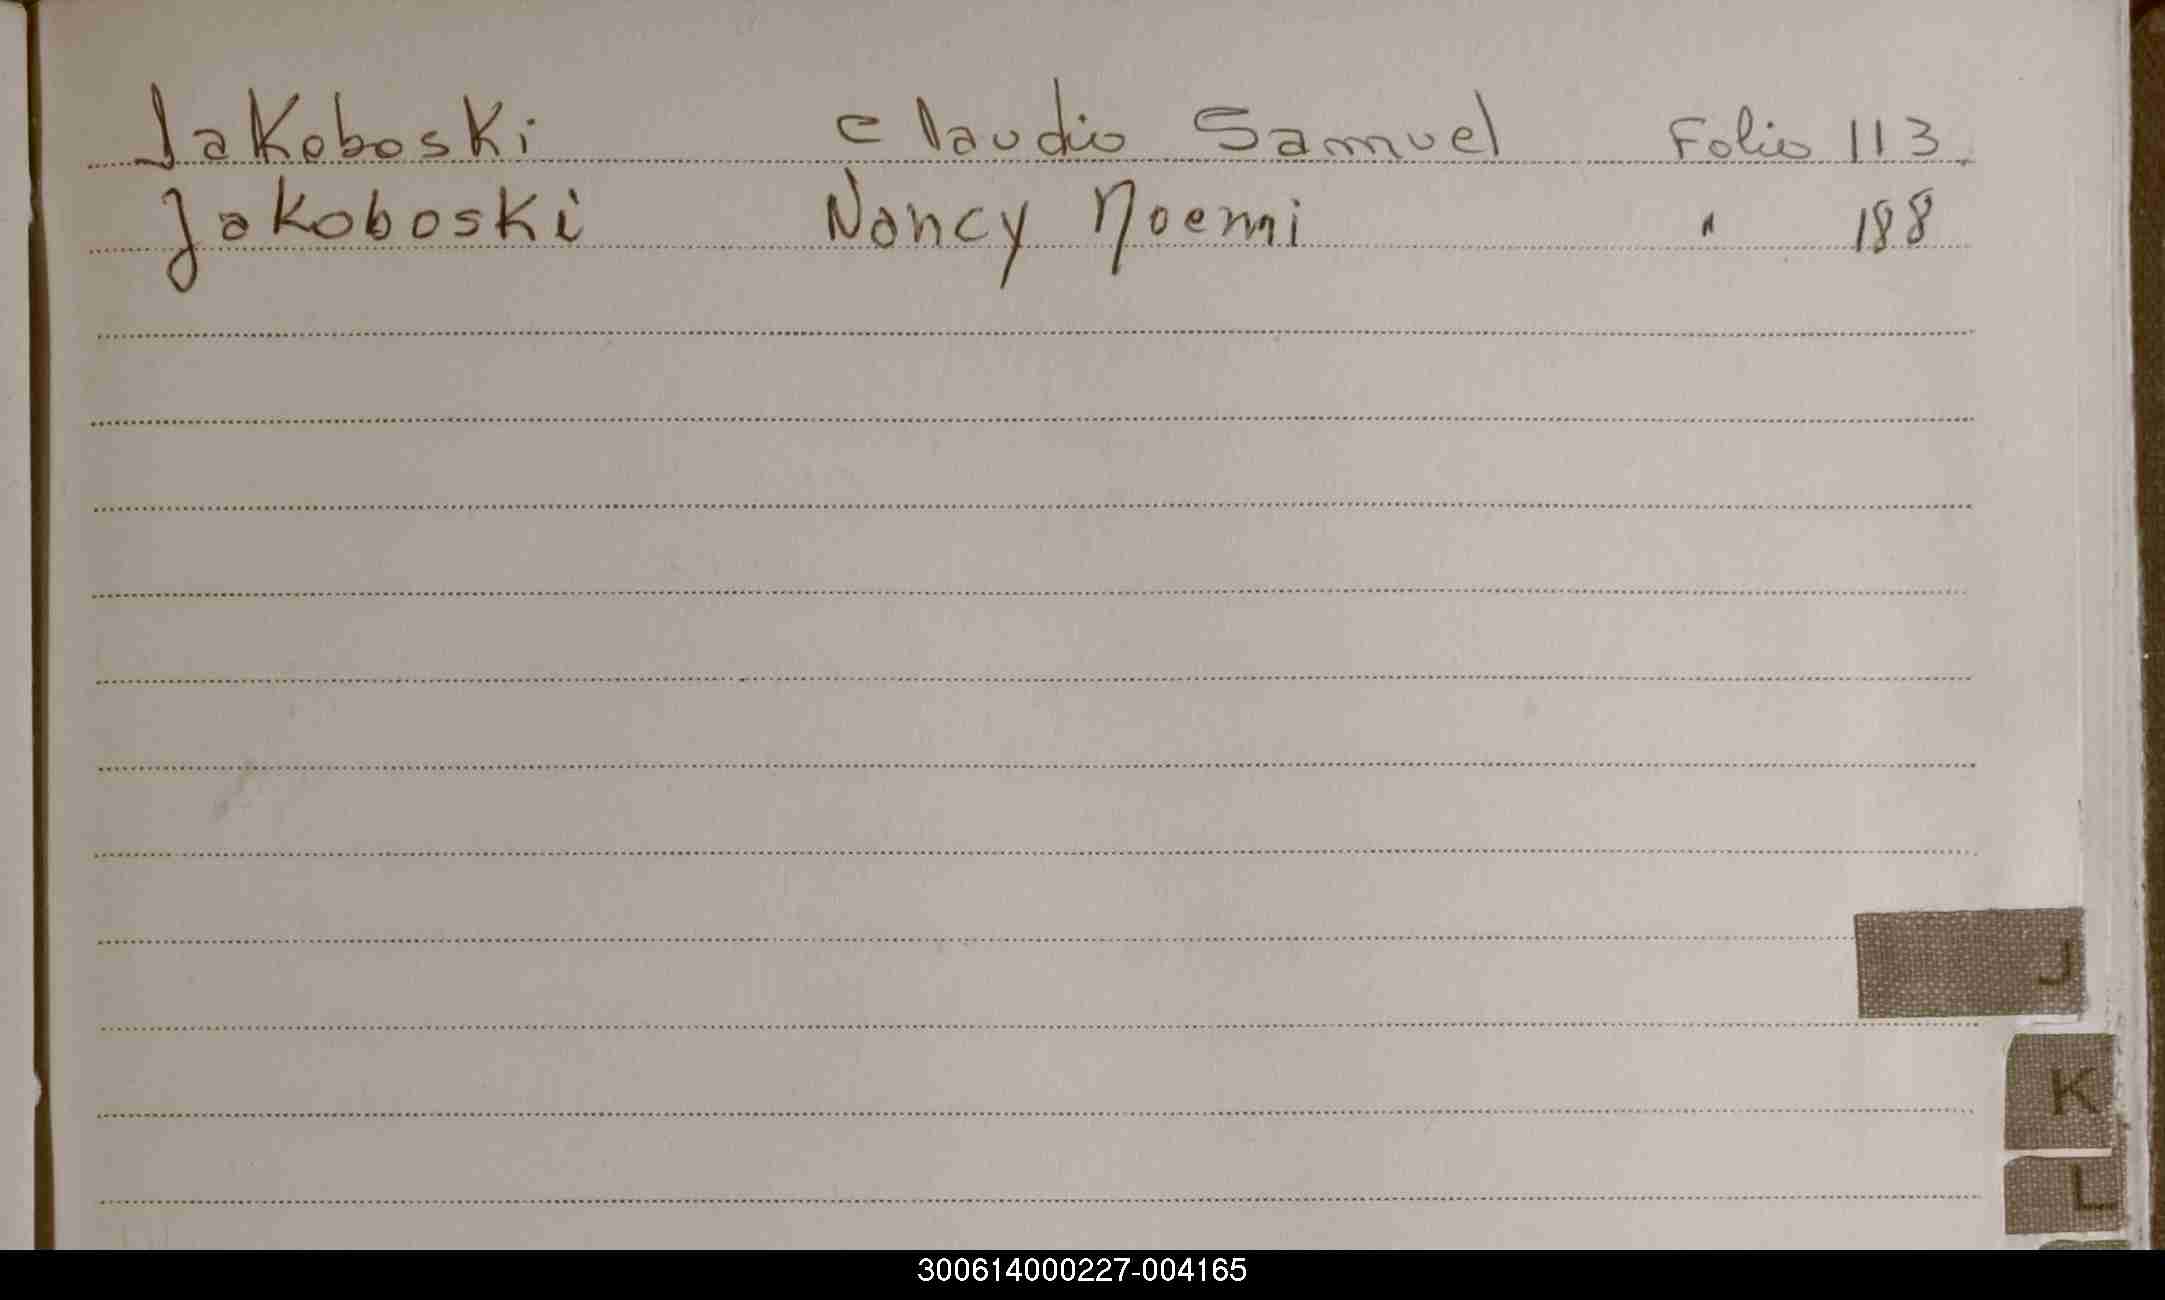 Jakoboski Claudio Samuel Folio 113
Jakoboski Nancy Noemi " 188
J
K
L
300614000227-004165